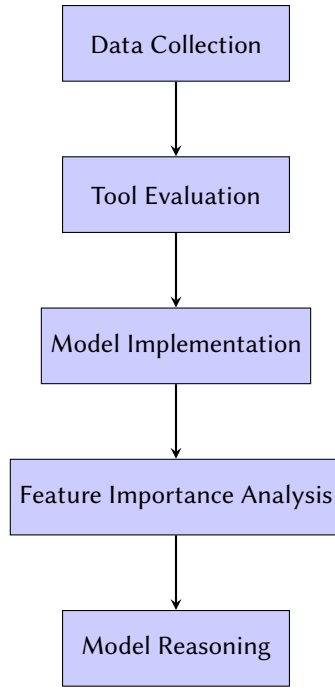 Data Collection
Tool Evaluation
Model Implementation
Feature Importance Analysis
Model Reasoning